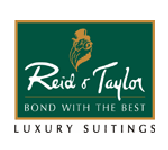 Reid & Taylor
BOND WITH THE BEST
LUXURY SUITINGS